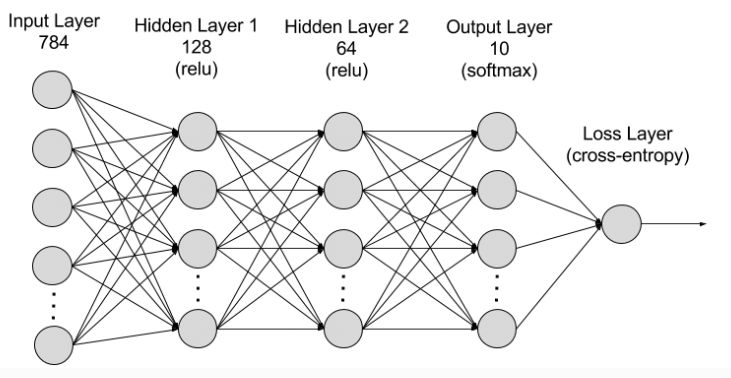 Input Layer
784
Hidden Layer 1
128
(relu)
Hidden Layer 2
64
(relu)
Output Layer
10
(softmax)
Loss Layer
(cross-entropy)